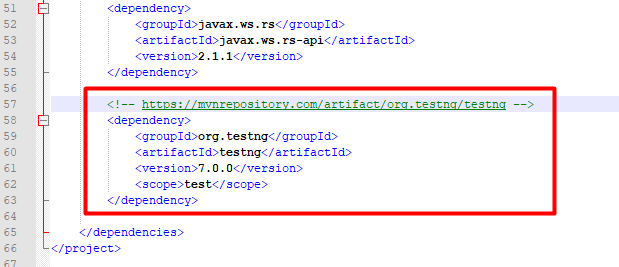 51 <dependency>
52 <groupId>javax.ws.rs</groupId>
53 <artifactId>javax.ws.rs-api</artifactId>
54 <version>2.1.1</version>
55 </dependency>
56
57 <!-- https://mvnrepository.com/artifact/org.testng/testng -->
58 <dependency>
59 <groupId>org.testng</groupId>
60 <artifactId>testng</artifactId>
61 <version>7.0.0</version>
62 <scope>test</scope>
63 </dependency>
64
65 </dependencies>
66 </project>
67